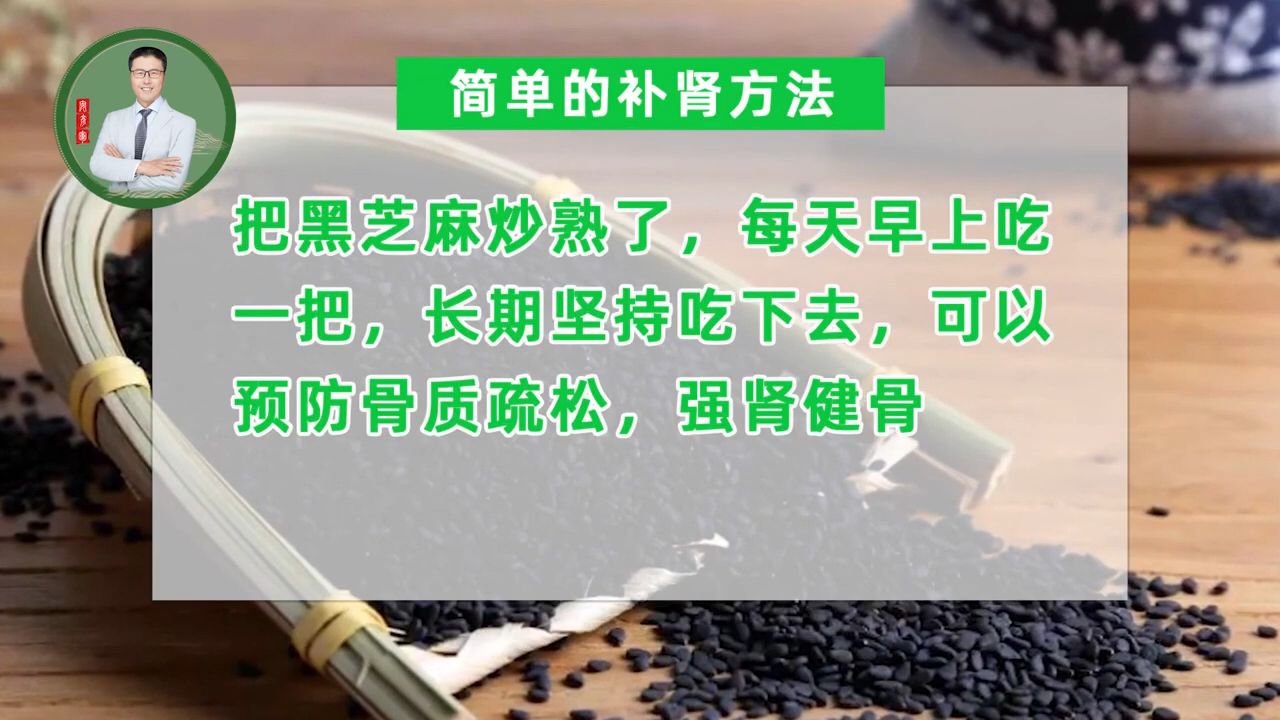 简单的补肾方法
把黑芝麻炒熟了，每天早上吃
一把，长期坚持吃下去，可以
预防骨质疏松，强肾健骨